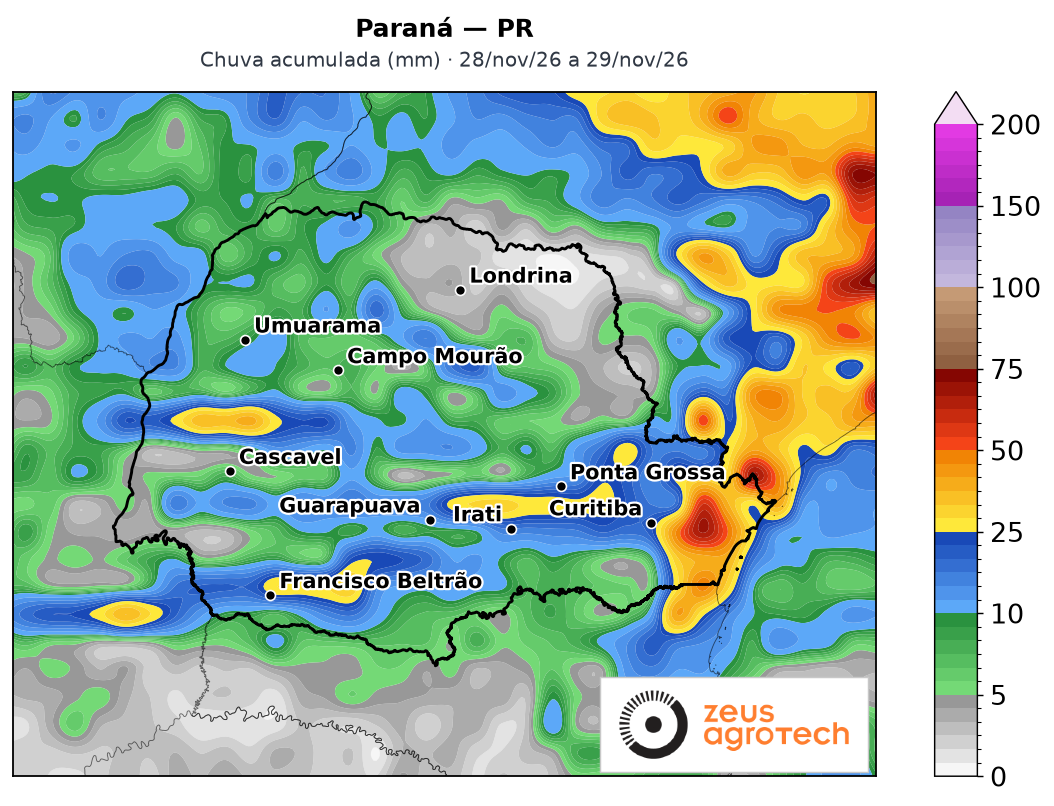 Paraná — PR
Chuva acumulada (mm) · 28/nov/26 a 29/nov/26
200
150
100
75
50
25
10
5
0
Londrina
Umuarama
Campo Mourão
Cascavel
Ponta Grossa
Guarapuava
Irati
Curitiba
Francisco Beltrão
zeus
agrotech